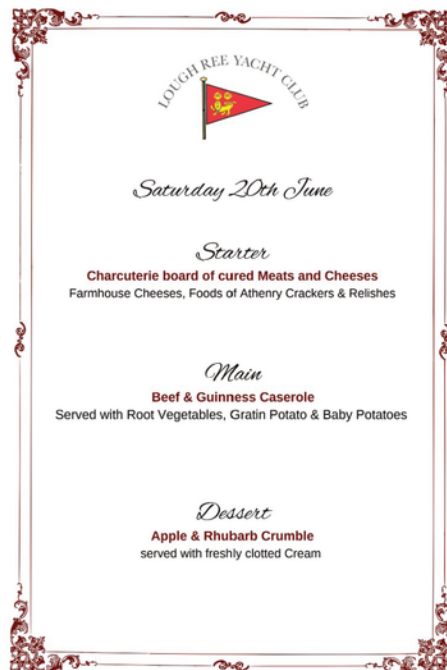 LOUGH REE YACHT CLUB
Saturday 20th June
Starter
Charcuterie board of cured Meats and Cheeses
Farmhouse Cheeses, Foods of Athenry Crackers & Relishes
Main
Beef & Guinness Caserole
Served with Root Vegetables, Gratin Potato & Baby Potatoes
Dessert
Apple & Rhubarb Crumble
served with freshly clotted Cream